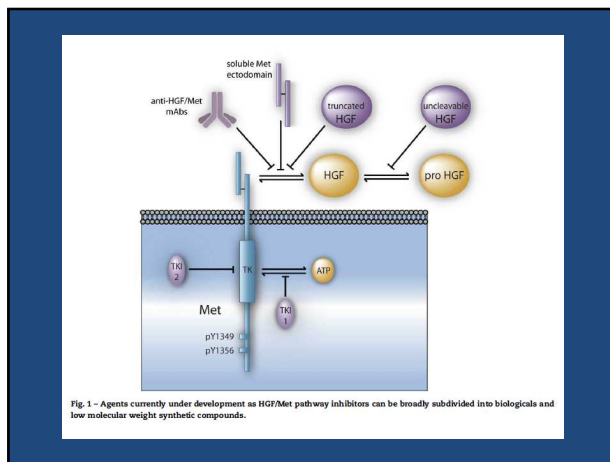 soluble Met
ectodomain
anti-HGF/Met
mAbs
truncated
HGF
uncleavable
HGF
HGF
pro HGF
TKI
2
TK
ATP
Met
TKI
1
pY1349
pY1356
Fig. 1 – Agents currently under development as HGF/Met pathway inhibitors can be broadly subdivided into biologicals and
low molecular weight synthetic compounds.